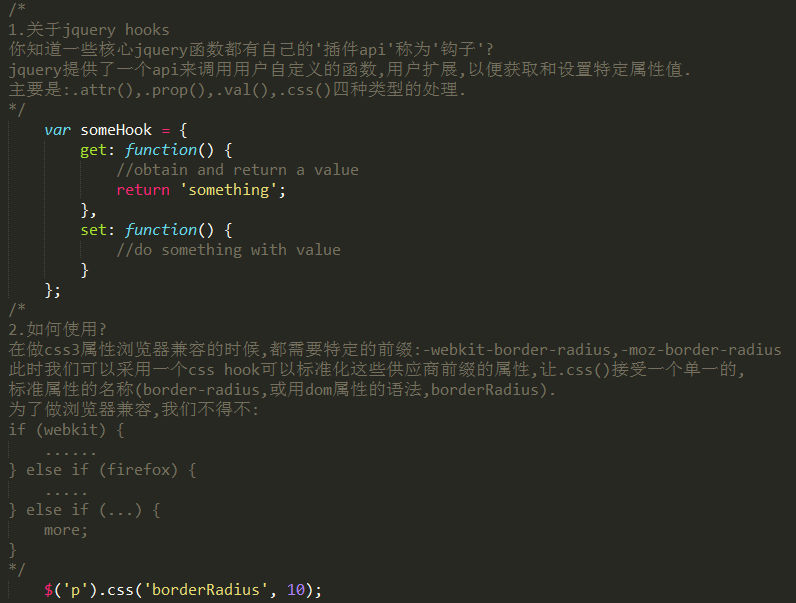 /*
1.关于jquery hooks
你知道一些核心jquery函数都有自己的'插件api'称为'钩子'?
jquery提供了一个api来调用用户自定义的函数,用户扩展,以便获取和设置特定属性值.
主要是:.attr(),.prop(),.val(),.css()四种类型的处理.
*/
    var someHook = {
        get: function() {
            //obtain and return a value
            return 'something';
        },
        set: function() {
            //do something with value
        }
    };
/*
2.如何使用?
在做css3属性浏览器兼容的时候,都需要特定的前缀:-webkit-border-radius,-moz-border-radius
此时我们可以采用一个css hook可以标准化这些供应商前缀的属性,让.css()接受一个单一的,
标准属性的名称(border-radius,或用dom属性的语法,borderRadius).
为了做浏览器兼容,我们不得不:
if (webkit) {
    ......
} else if (firefox) {
    .....
} else if (...) {
    more;
}
*/
    $('p').css('borderRadius', 10);